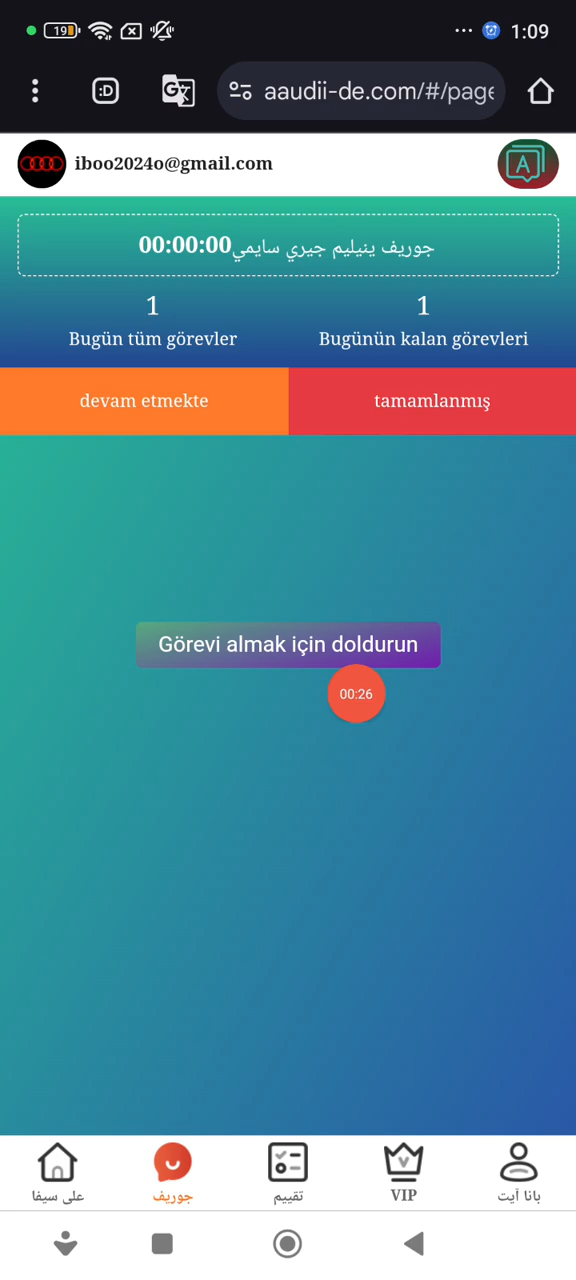 19
1:09
:D
aaudii-de.com/#/page
iboo2024o@gmail.com
A
جوريف ينيليم جيري سايمي00:00:00
1
1
Bugün tüm görevler
Bugünün kalan görevleri
devam etmekte
tamamlanmış
Görevi almak için doldurun
00:26
على سيفا
جوريف
تقييم
VIP
بانا آيت